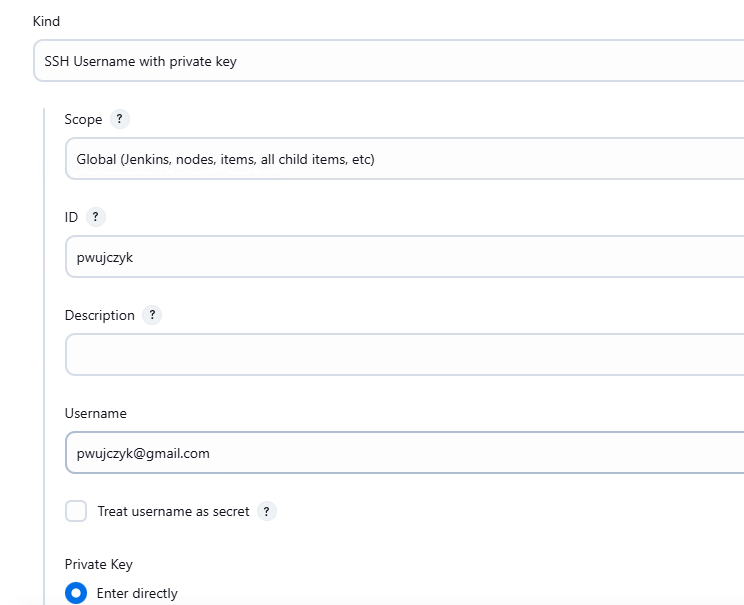 Kind
SSH Username with private key
Scope ?
Global (Jenkins, nodes, items, all child items, etc)
ID ?
pwujczyk
Description ?
Username
pwujczyk@gmail.com
Treat username as secret ?
Private Key
Enter directly